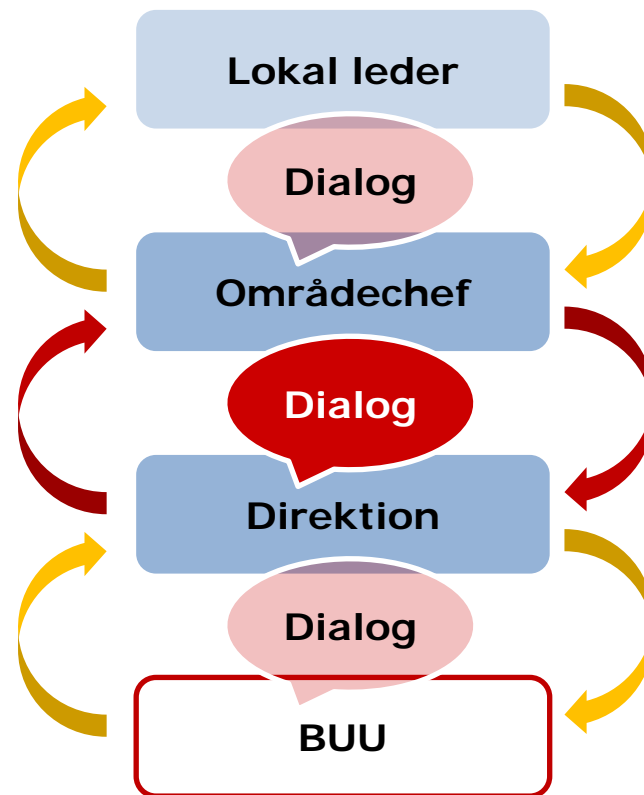 Lokal leder
Dialog
Områdechef
Dialog
Direktion
Dialog
BUU